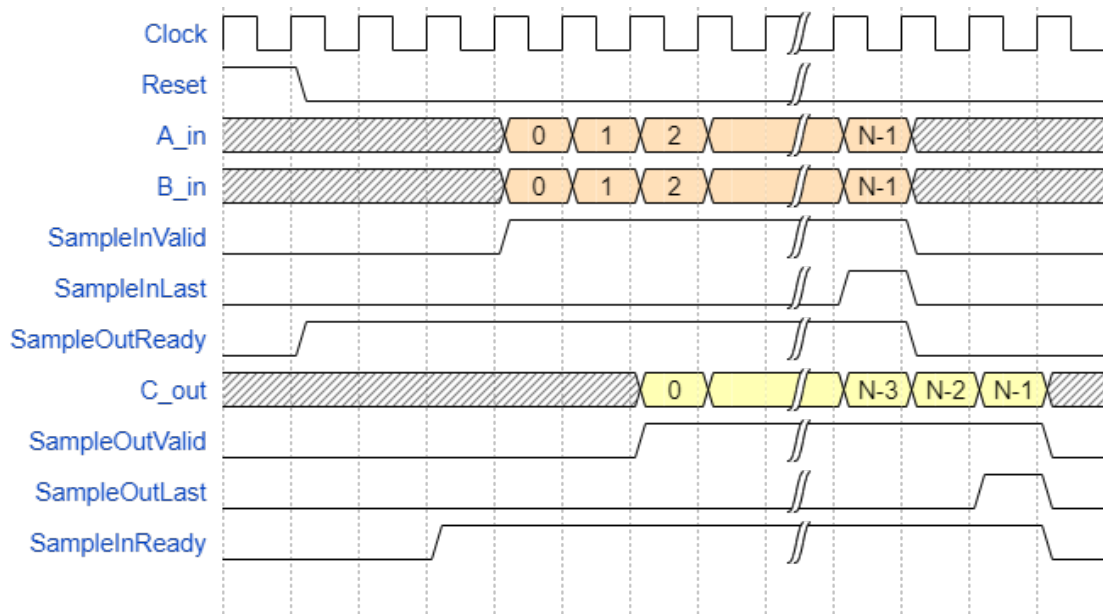 Clock
Reset
A_in 0 1 2 N-1
B_in 0 1 2 N-1
SampleInValid
SampleInLast
SampleOutReady
C_out 0 N-3 N-2 N-1
SampleOutValid
SampleOutLast
SampleInReady